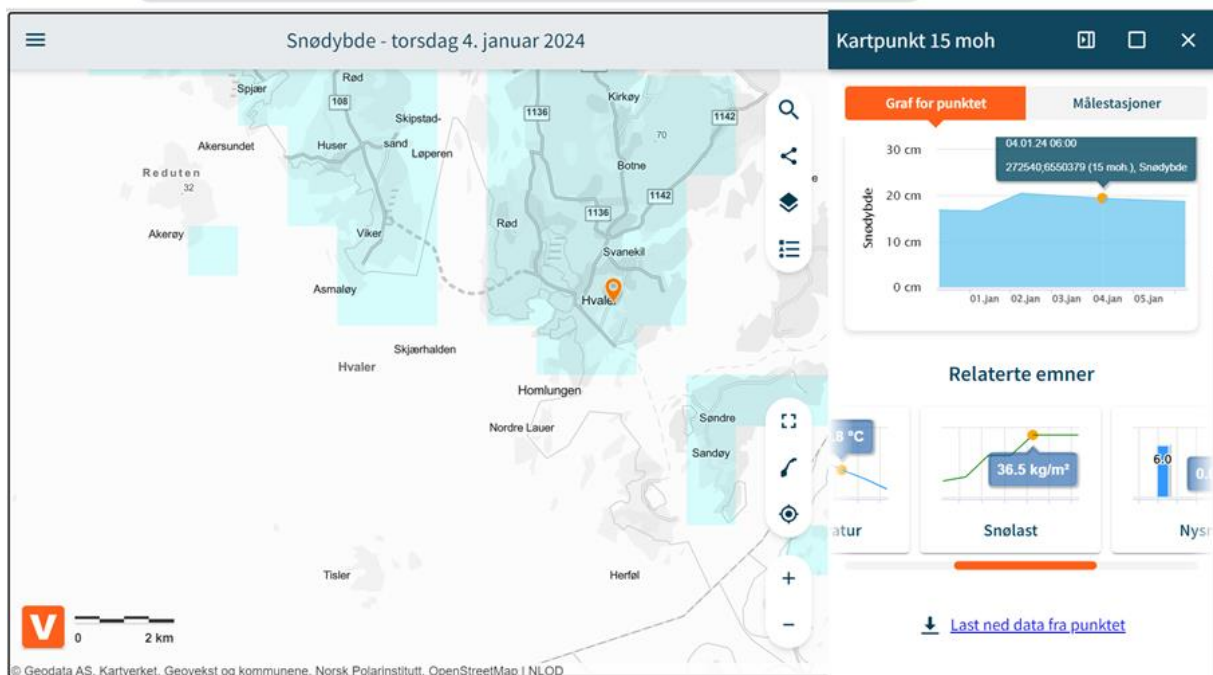 Snødybde - torsdag 4. januar 2024
Spjær
Rød
108
Skipstad-
sand
Akersundet
Huser
Løperen
Reduten
32
Akerøy
Viker
Asmaløy
Skjærhalden
Hvaler
1136
Kirkøy
1142
70
Botne
1142
1136
Rød
Svanekil
Hvaler
Homlungen
Nordre Lauer
Søndre
Sandøy
Tisler
Herføl
V
0 2 km
© Geodata AS, Kartverket, Geovekst og kommunene, Norsk Polarinstitutt, OpenStreetMap | NLOD
Kartpunkt 15 moh
Graf for punktet
Målestasjoner
04.01.24 06:00
272540;6550379 (15 moh.), Snødybde
Snødybde
30 cm
20 cm
10 cm
0 cm
01.jan 02.jan 03.jan 04.jan 05.jan
Relaterte emner
.8 °C
atur
36.5 kg/m²
Snølast
6.0
0.
Nysn
Last ned data fra punktet